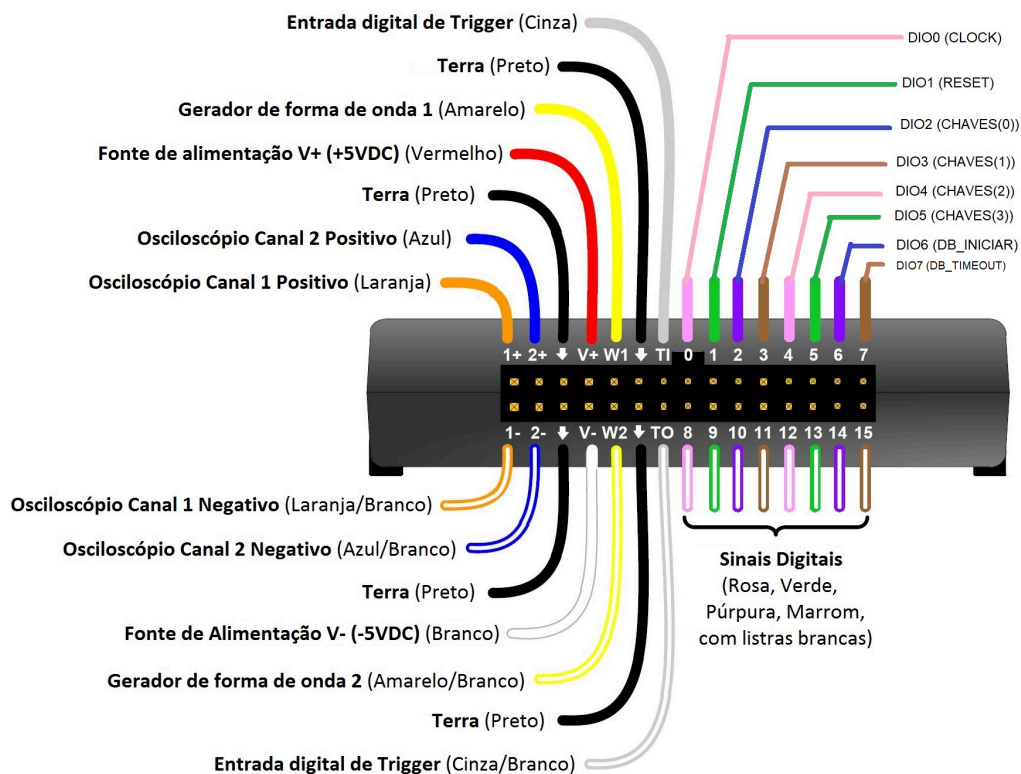 Entrada digital de Trigger (Cinza)
Terra (Preto)
Gerador de forma de onda 1 (Amarelo)
Fonte de alimentação V+ (+5VDC) (Vermelho)
Terra (Preto)
Osciloscópio Canal 2 Positivo (Azul)
Osciloscópio Canal 1 Positivo (Laranja)
DIO0 (CLOCK)
DIO1 (RESET)
DIO2 (CHAVES(0))
DIO3 (CHAVES(1))
DIO4 (CHAVES(2))
DIO5 (CHAVES(3))
DIO6 (DB_INICIAR)
DIO7 (DB_TIMEOUT)
1+ 2+ V+ W1 TI 0 1 2 3 4 5 6 7
1- 2- V- W2 TO 8 9 10 11 12 13 14 15
Osciloscópio Canal 1 Negativo (Laranja/Branco)
Osciloscópio Canal 2 Negativo (Azul/Branco)
Terra (Preto)
Fonte de Alimentação V- (-5VDC) (Branco)
Gerador de forma de onda 2 (Amarelo/Branco)
Terra (Preto)
Entrada digital de Trigger (Cinza/Branco)
Sinais Digitais
(Rosa, Verde,
Púrpura, Marrom,
com listras brancas)